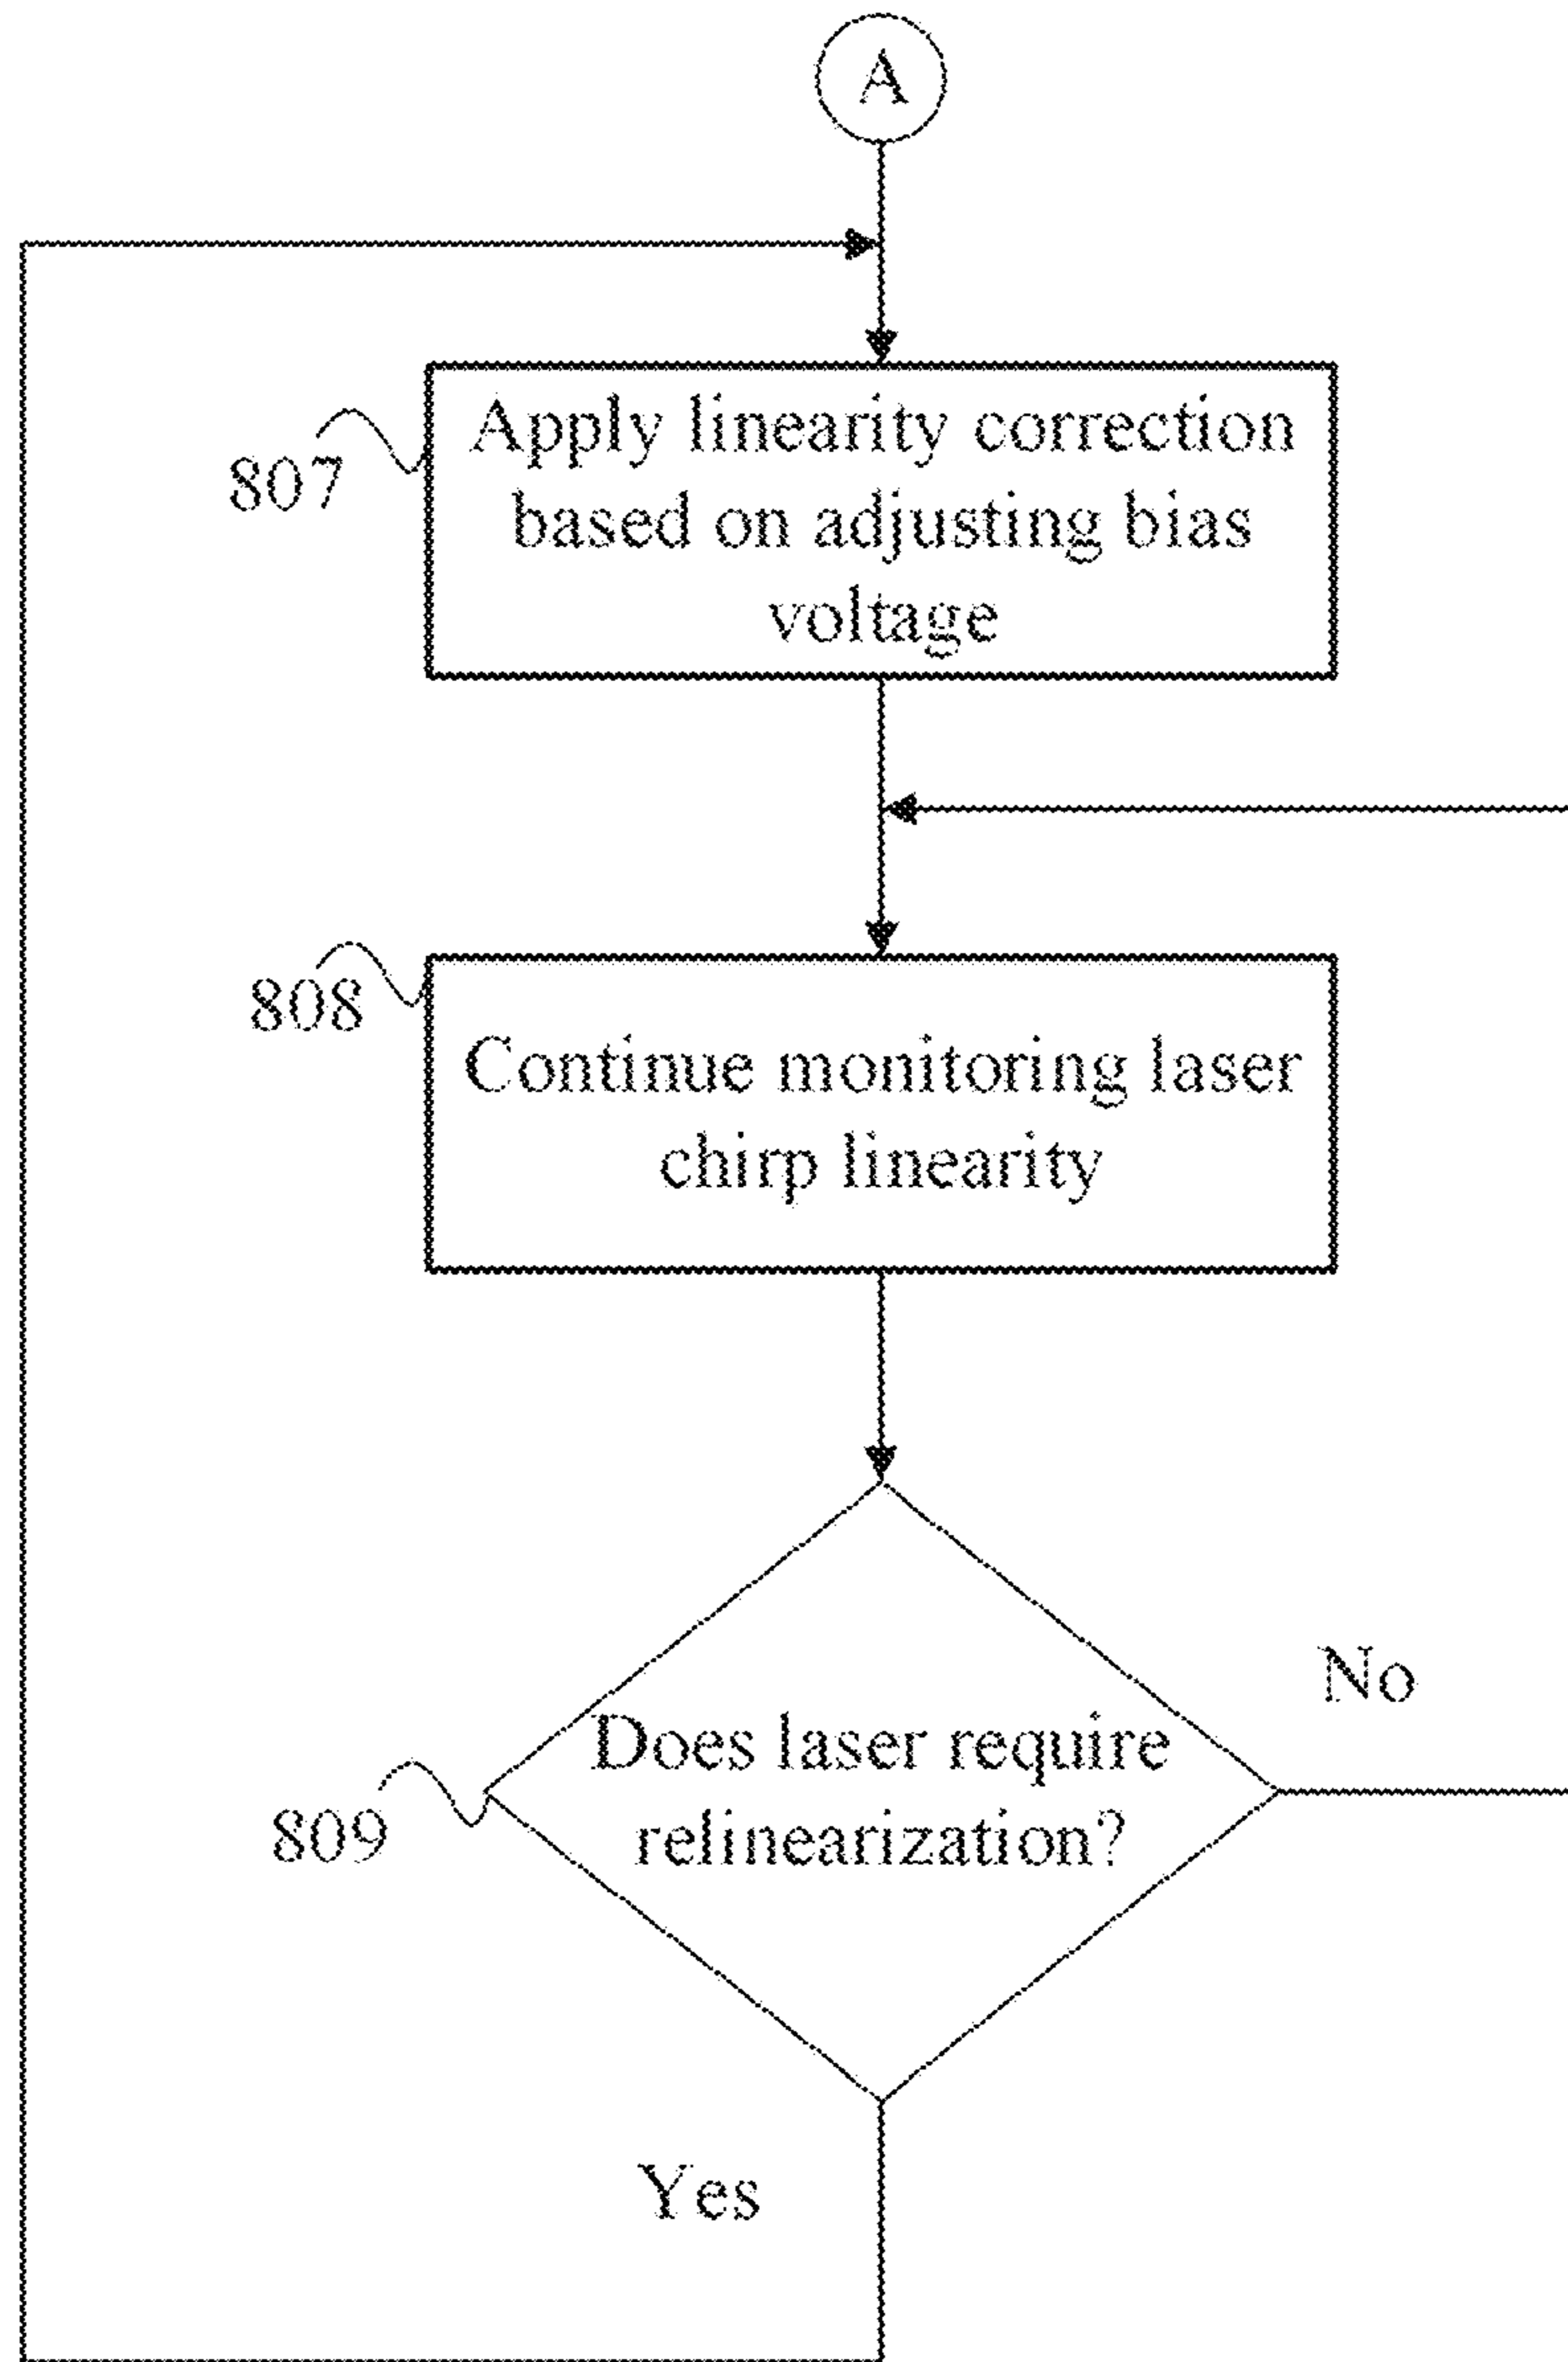 A
Apply linearity correction
based on adjusting bias
voltage
807
808
Continue monitoring laser
chirp linearity
No
Does laser require
relinearization?
809
Yes